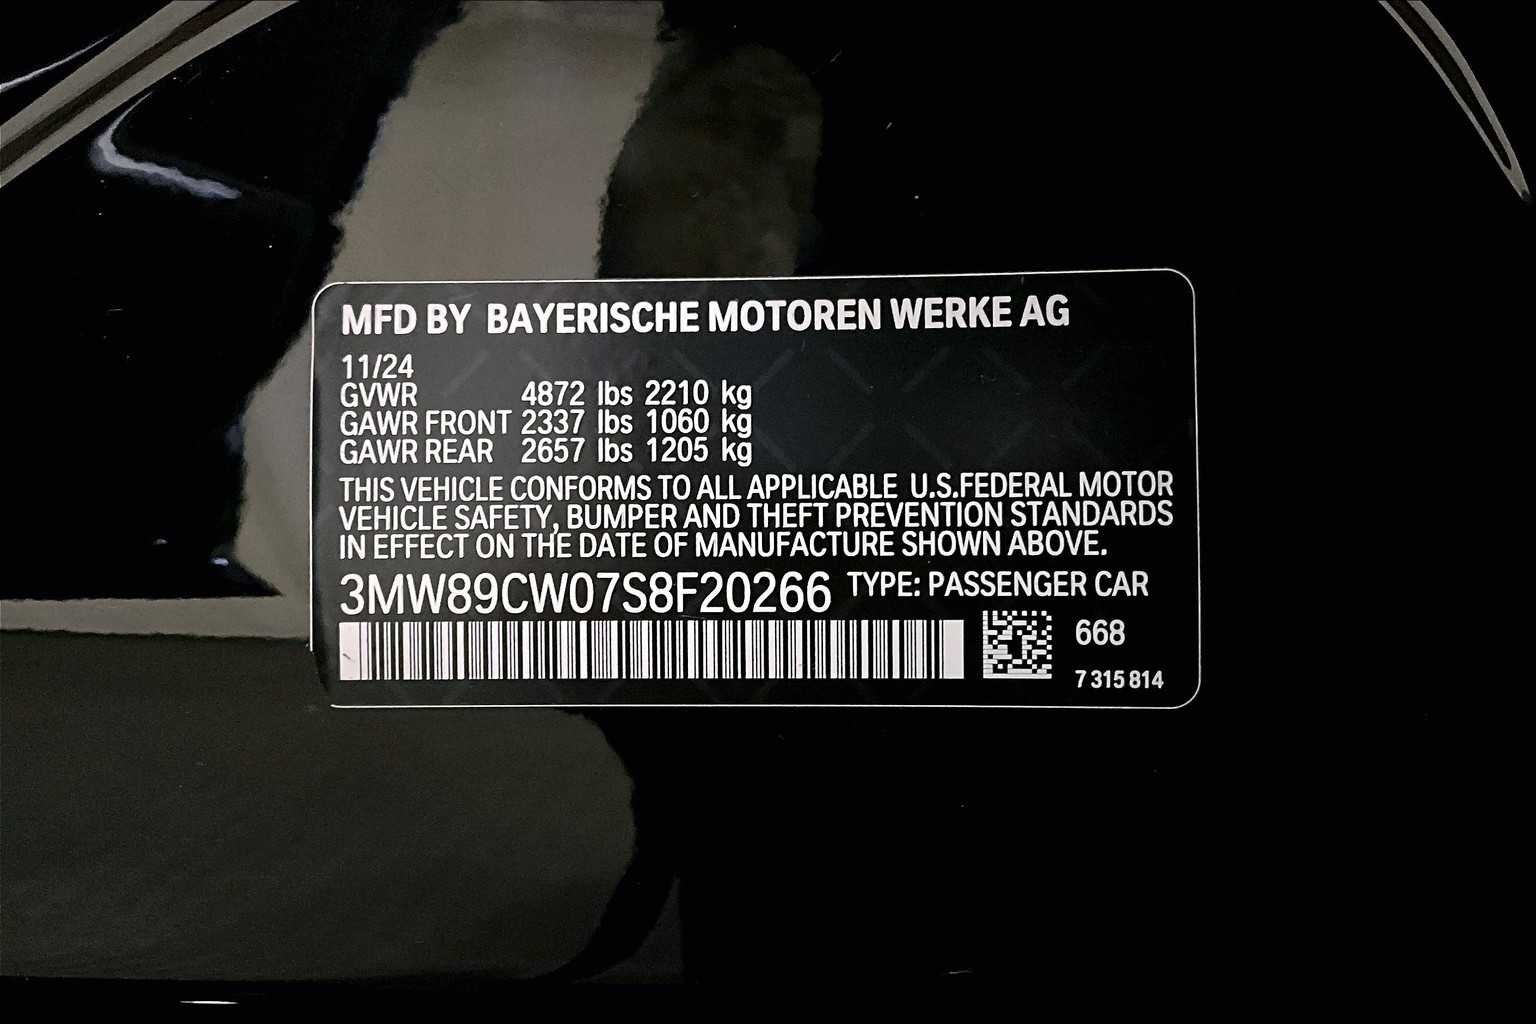 MFD BY BAYERISCHE MOTOREN WERKE AG
11/24
GVWR 4872 lbs 2210 kg
GAWR FRONT 2337 lbs 1060 kg
GAWR REAR 2657 lbs 1205 kg
THIS VEHICLE CONFORMS TO ALL APPLICABLE U.S.FEDERAL MOTOR
VEHICLE SAFETY, BUMPER AND THEFT PREVENTION STANDARDS
IN EFFECT ON THE DATE OF MANUFACTURE SHOWN ABOVE.
3MW89CW07S8F20266 TYPE: PASSENGER CAR
668
7 315 814